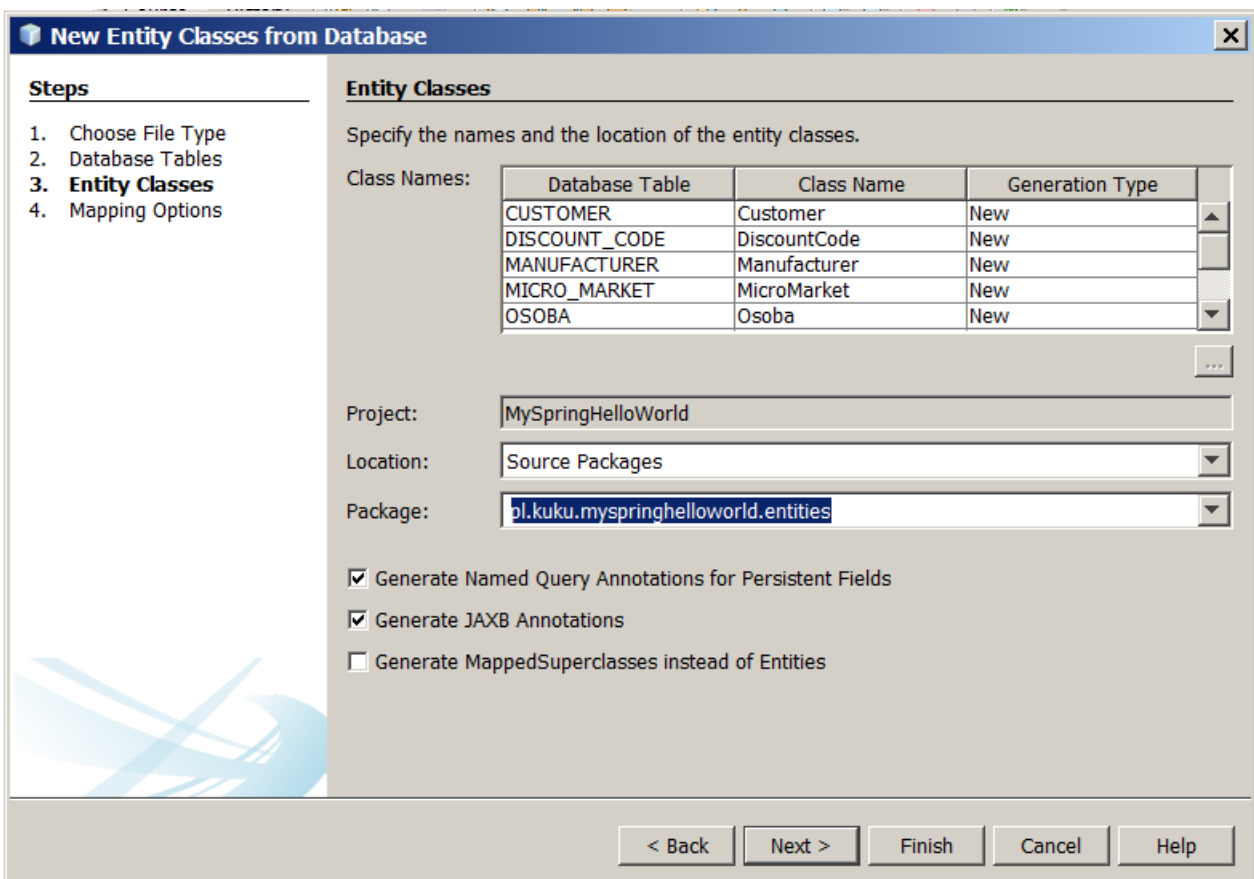 New Entity Classes from Database
Steps
1. Choose File Type
2. Database Tables
3. Entity Classes
4. Mapping Options
Entity Classes
Specify the names and the location of the entity classes.
Class Names:
Database Table Class Name Generation Type
CUSTOMER Customer New
DISCOUNT_CODE DiscountCode New
MANUFACTURER Manufacturer New
MICRO_MARKET MicroMarket New
OSOBA Osoba New
...
Project: MySpringHelloWorld
Location: Source Packages
Package: pl.kuku.myspringhelloworld.entities
Generate Named Query Annotations for Persistent Fields
Generate JAXB Annotations
Generate MappedSuperclasses instead of Entities
< Back Next > Finish Cancel Help